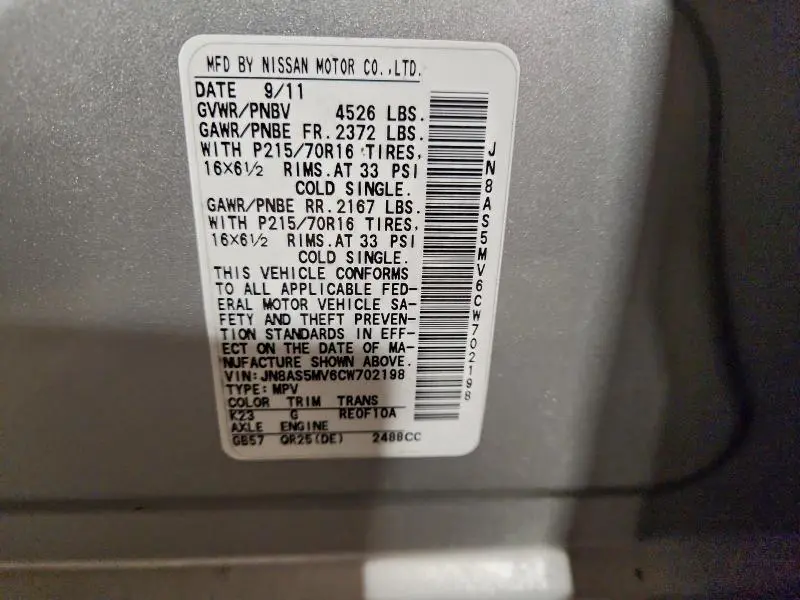 MFD BY NISSAN MOTOR CO.,LTD.
DATE 9/11
GVWR/PNBV 4526 LBS.
GAWR/PNBE FR. 2372 LBS.
WITH P215/70R16 TIRES,
16×6½ RIMS.AT 33 PSI
COLD SINGLE.
GAWR/PNBE RR. 2167 LBS.
WITH P215/70R16 TIRES,
16×6½ RIMS.AT 33 PSI
COLD SINGLE.
THIS VEHICLE CONFORMS
TO ALL APPLICABLE FED-
ERAL MOTOR VEHICLE SA-
FETY AND THEFT PREVEN-
TION STANDARDS IN EFF-
ECT ON THE DATE OF MA-
NUFACTURE SHOWN ABOVE.
VIN: JN8AS5MV6CW702198
TYPE: MPV
COLOR TRIM TRANS
K23 G RE0F10A
AXLE ENGINE
GB57 QR25(DE) 2488CC
JN8AS5MV6CW702198